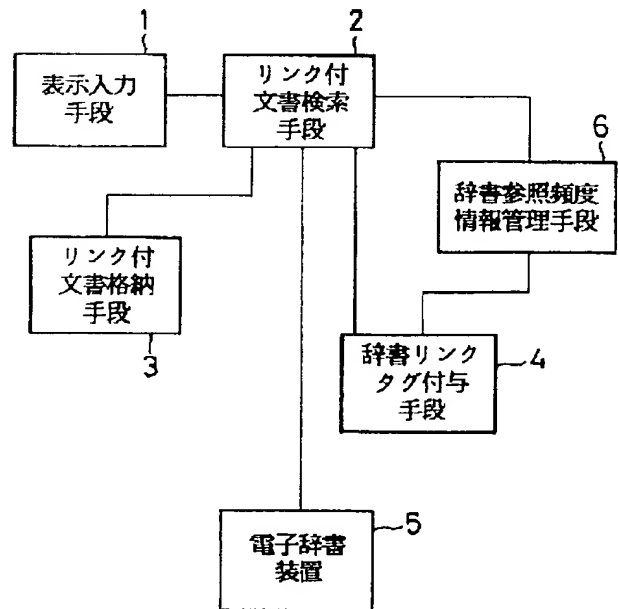 1
表示入力
手段
2
リンク付
文書検索
手段
6
辞書参照頻度
情報管理手段
リンク付
文書格納
手段
3
辞書リンク
タグ付与
手段
4
電子辞書
装置
5